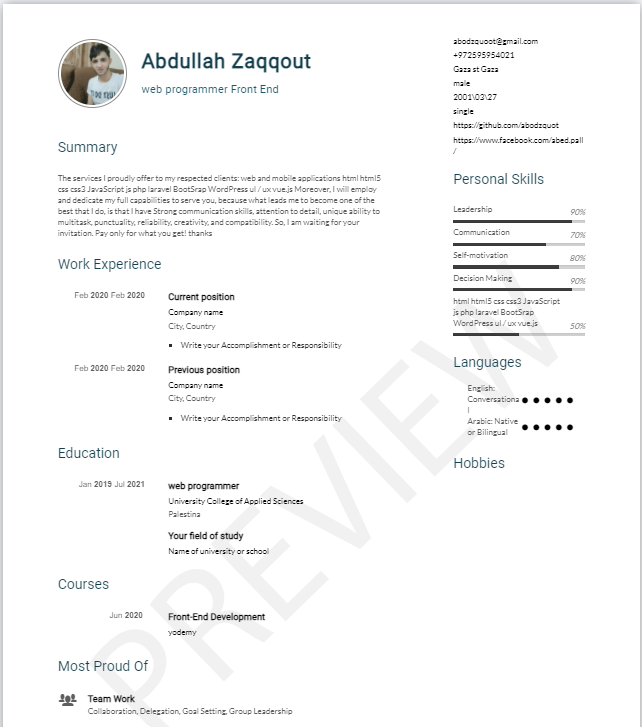 Abdullah Zaqqout
web programmer Front End
Summary
The services I proudly offer to my respected clients: web and mobile applications html html5
css css3 JavaScript js php laravel BootSrap WordPress ul / ux vue.js Moreover, I will employ
and dedicate my full capabilities to serve you, because what leads me to become one of the
best that I do, is that I have Strong communication skills, attention to detail, unique ability to
multitask, punctuality, reliability, creativity, and compatibility. So, I am waiting for your
invitation. Pay only for what you get! thanks
Work Experience
Feb 2020 Feb 2020
Current position
Company name
City, Country
▪ Write your Accomplishment or Responsibility
Feb 2020 Feb 2020
Previous position
Company name
City, Country
▪ Write your Accomplishment or Responsibility
Education
Jan 2019 Jul 2021
web programmer
University College of Applied Sciences
Palestina
Your field of study
Name of university or school
Courses
Jun 2020
Front-End Development
yodemy
Most Proud Of
Team Work
Collaboration, Delegation, Goal Setting, Group Leadership
abodzquoot@gmail.com
+972595954021
Gaza st Gaza
male
2001\03\27
single
https://github.com/abodzquot
https://www.facebook.com/abed.pall
/
Personal Skills
Leadership 90%
Communication 70%
Self-motivation 80%
Decision Making 90%
html html5 css css3 JavaScript
js php laravel BootSrap
WordPress ui / ux vue.js 50%
Languages
English:
Conversationa
l
Arabic: Native
or Bilingual
Hobbies
PREVIEW